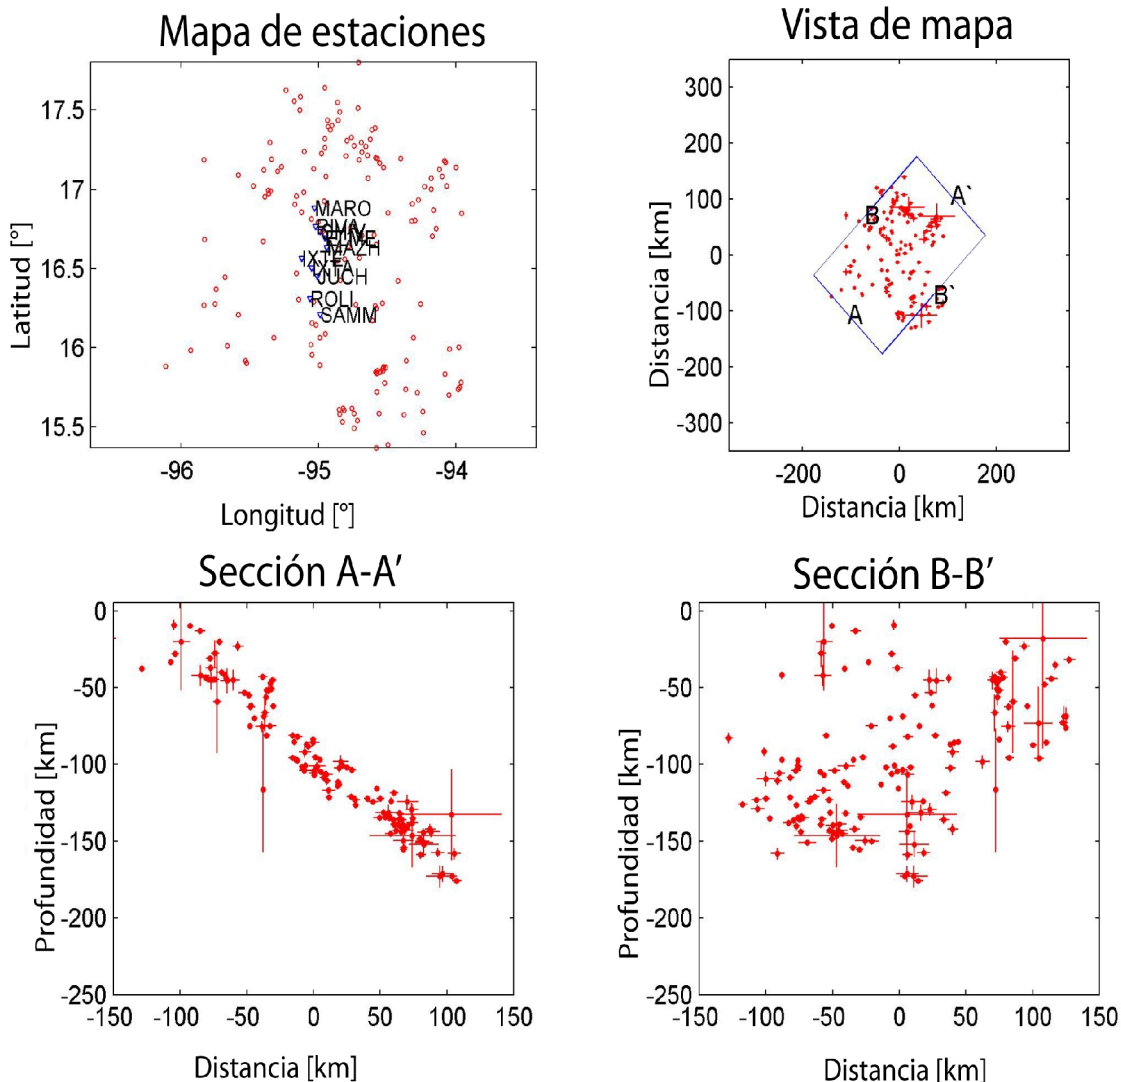 Mapa de estaciones
17.5
17
16.5
16
15.5
Latitud [°]
MARO
MAZH
IXTE
JUCH
ROLI
SAMM
-96
-95
-94
Longitud [°]
Vista de mapa
300
200
100
0
-100
-200
-300
Distancia [km]
A`
B
B`
A
-200
0
200
Distancia [km]
Sección A-A’
0
-50
-100
-150
-200
-250
Profundidad [km]
-150
-100
-50
0
50
100
150
Distancia [km]
Sección B-B’
0
-50
-100
-150
-200
-250
Profundidad [km]
-150
-100
-50
0
50
100
150
Distancia [km]